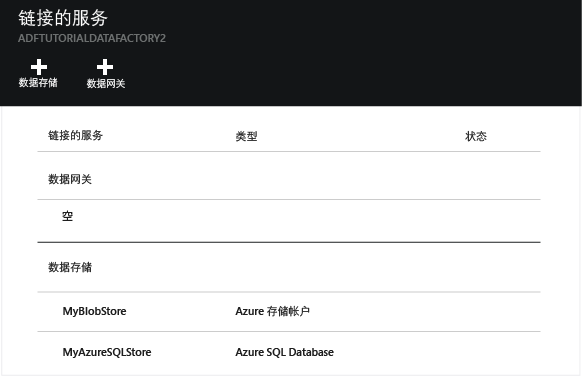 链接的服务
ADFTUTORIALDATAFACTORY2
数据存储 数据网关
链接的服务 类型 状态
数据网关
空
数据存储
MyBlobStore Azure 存储帐户
MyAzureSQLStore Azure SQL Database